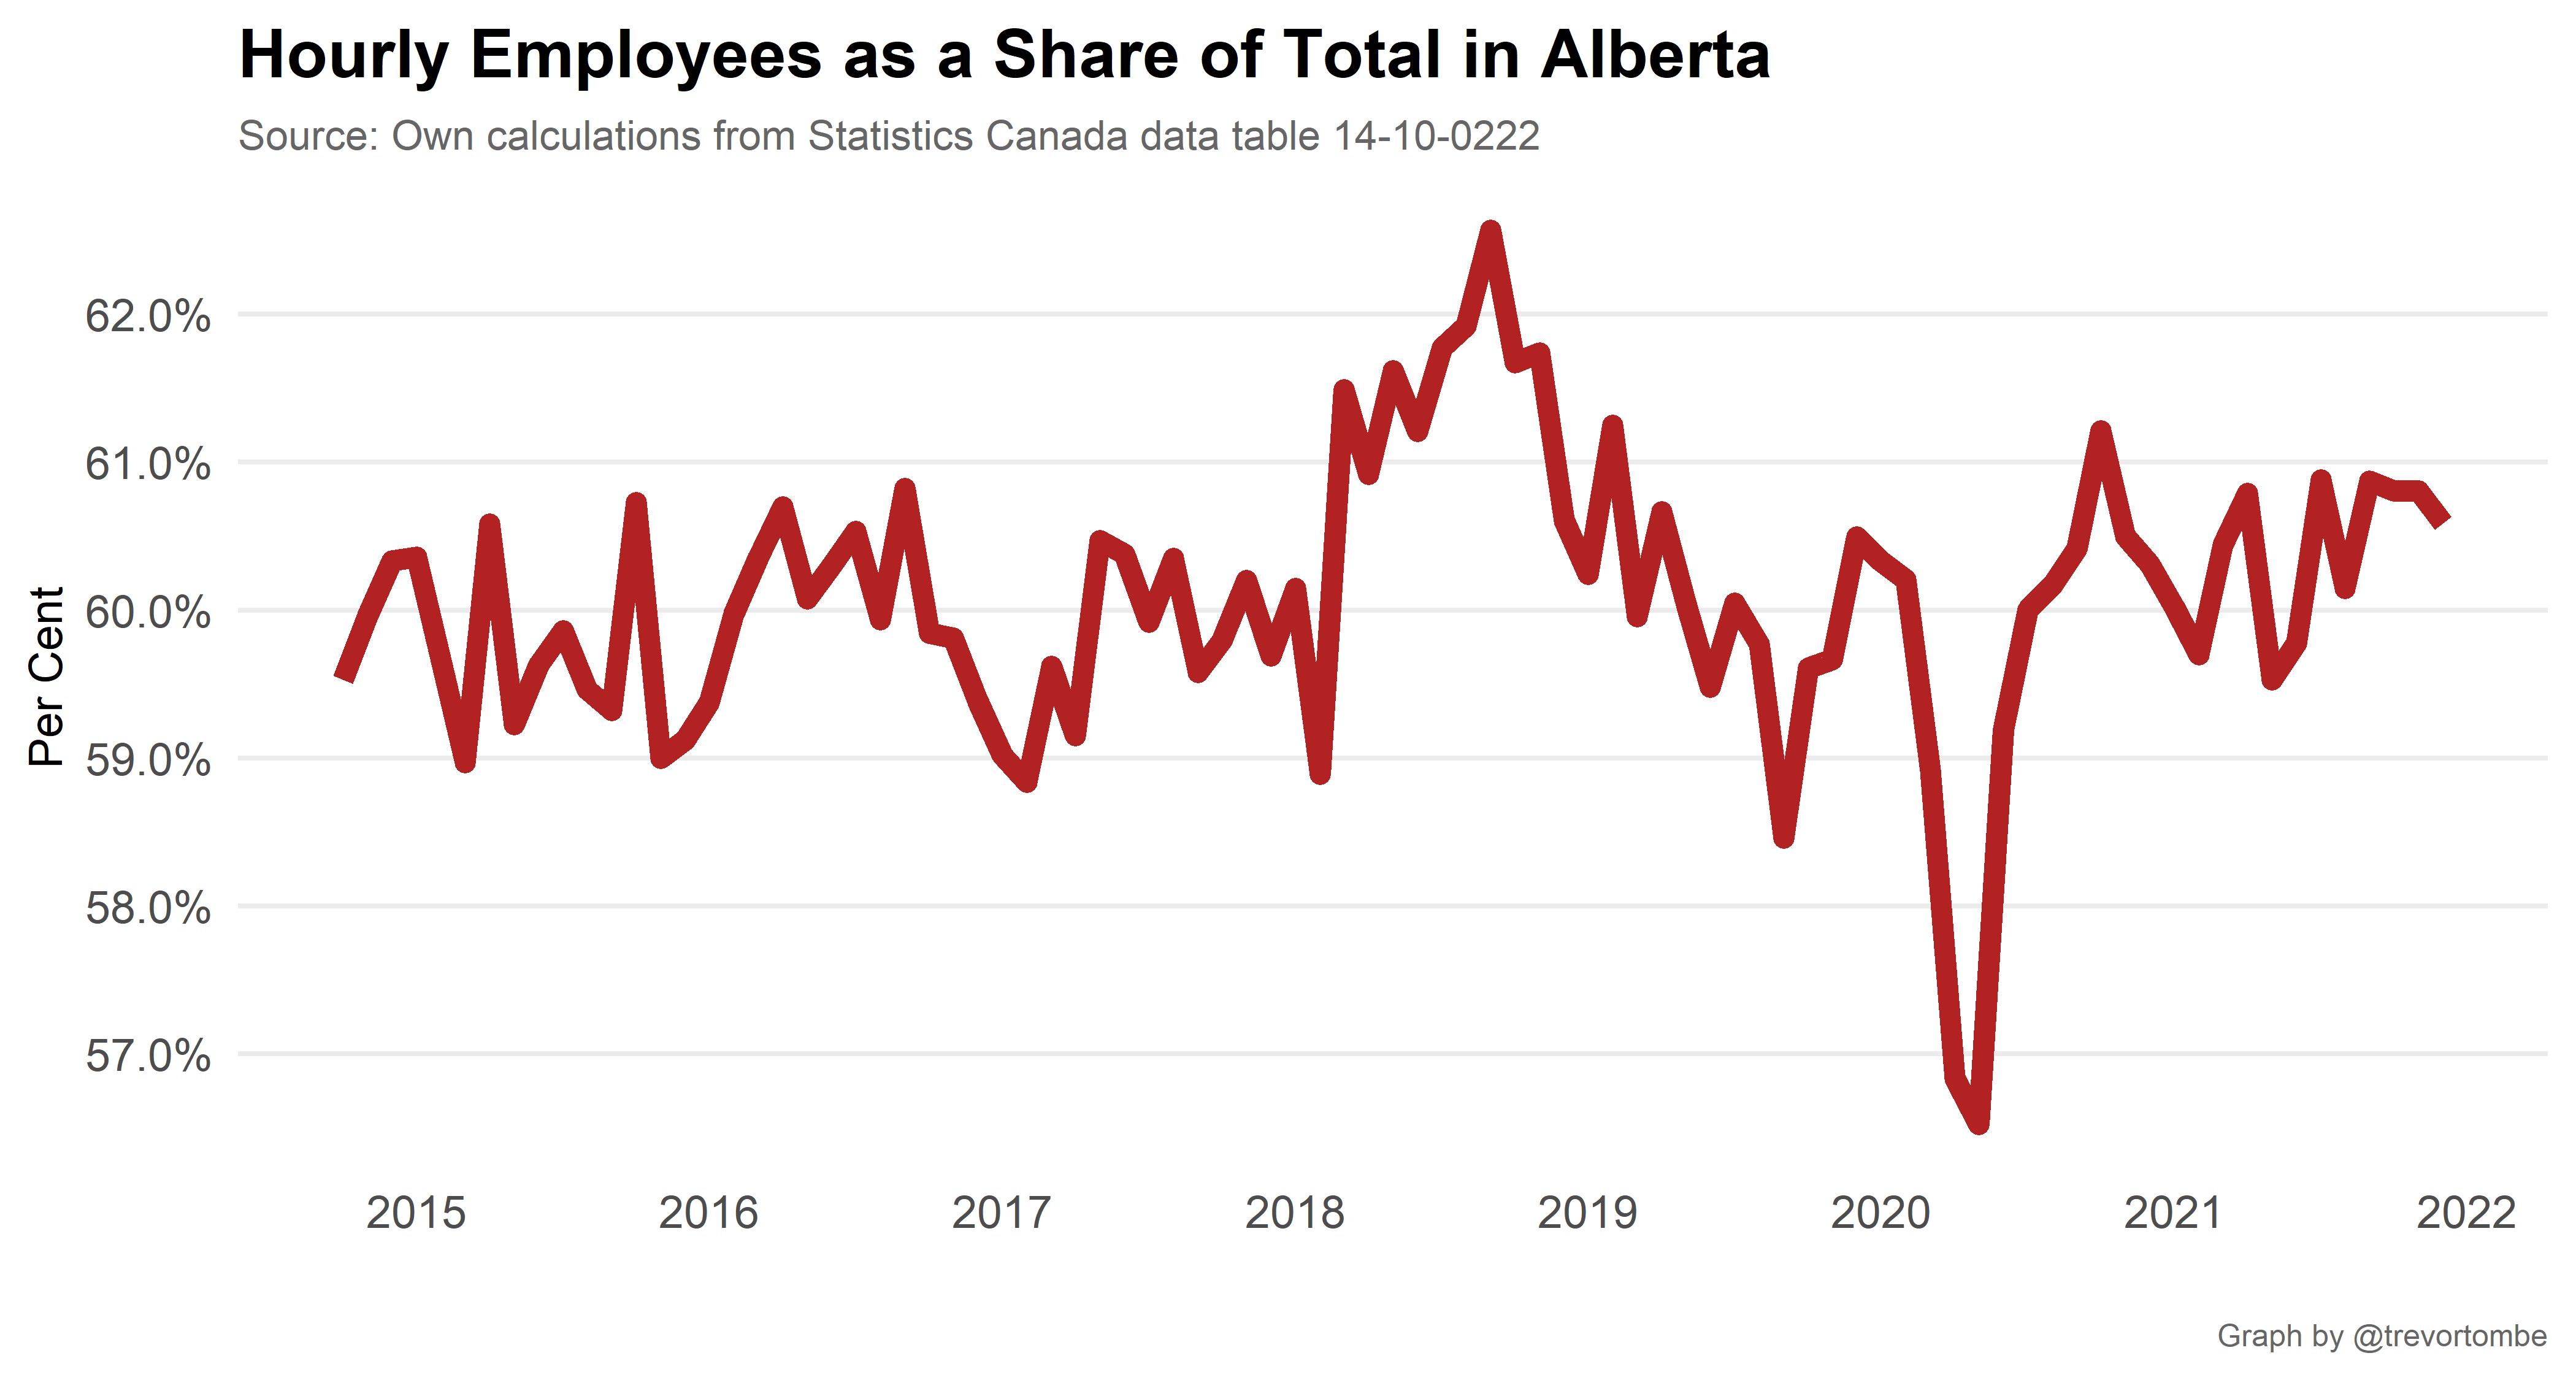 Hourly Employees as a Share of Total in Alberta
Source: Own calculations from Statistics Canada data table 14-10-0222
Per Cent
62.0%
61.0%
60.0%
59.0%
58.0%
57.0%
2015 2016 2017 2018 2019 2020 2021 2022
Graph by @trevortombe